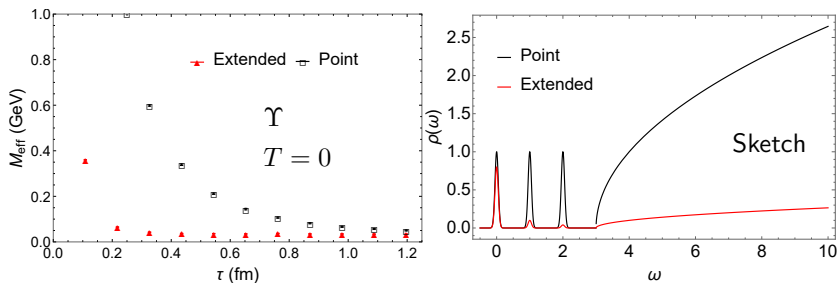 1.0
0.8
0.6
0.4
0.2
0.0
M_eff (GeV)
Extended Point
Υ
T = 0
0.0 0.2 0.4 0.6 0.8 1.0 1.2
τ (fm)
2.5
2.0
1.5
1.0
0.5
0.0
ρ(ω)
Point
Extended
Sketch
0 2 4 6 8 10
ω